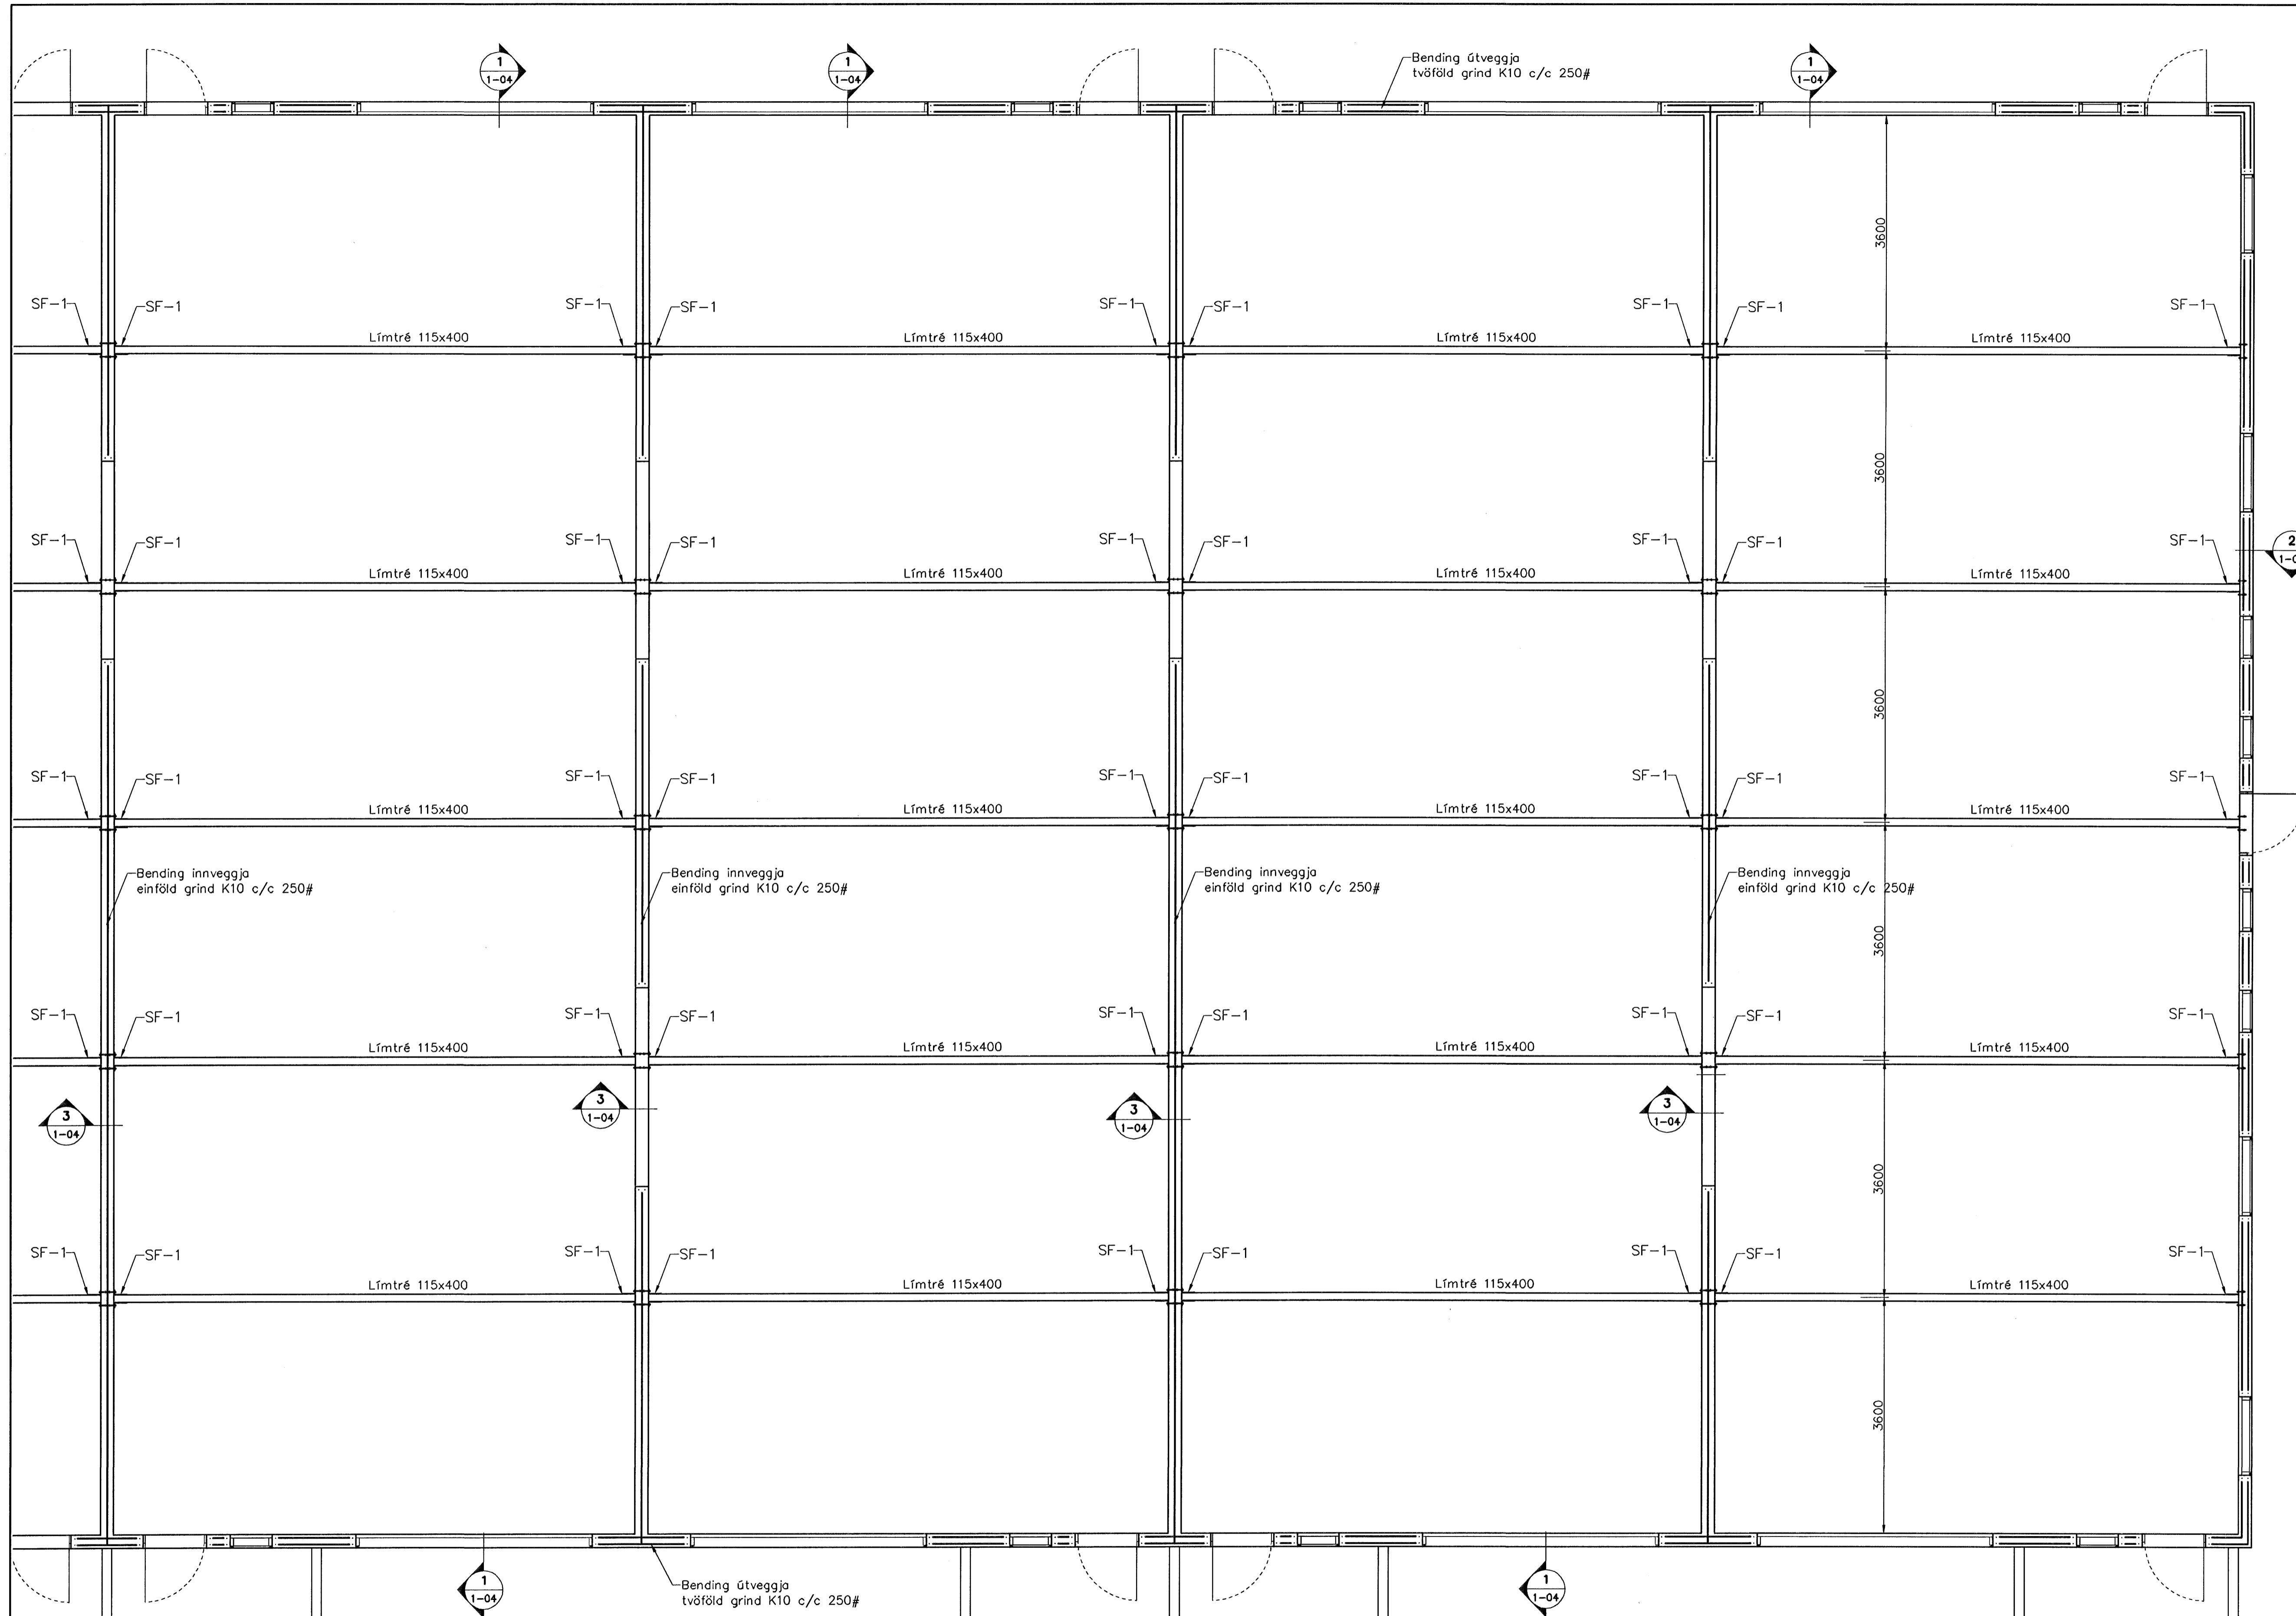 1
1-04
1
1-04
Bending útveggja
tvöföld grind K10 c/c 250#
1
1-04
3600
SF-1
SF-1
SF-1
SF-1
SF-1
SF-1
SF-1
SF-1
SF-1
Límtré 115x400
Límtré 115x400
Límtré 115x400
Límtré 115x400
3600
SF-1
SF-1
SF-1
SF-1
SF-1
SF-1
SF-1
SF-1
SF-1
2
Límtré 115x400
Límtré 115x400
Límtré 115x400
Límtré 115x400
3600
SF-1
SF-1
SF-1
SF-1
SF-1
SF-1
SF-1
SF-1
SF-1
Límtré 115x400
Límtré 115x400
Límtré 115x400
Límtré 115x400
Bending innveggja
einföld grind K10 c/c 250#
Bending innveggja
einföld grind K10 c/c 250#
Bending innveggja
einföld grind K10 c/c 250#
Bending innveggja
einföld grind K10 c/c 250#
3600
SF-1
SF-1
SF-1
SF-1
SF-1
SF-1
SF-1
SF-1
SF-1
Límtré 115x400
Límtré 115x400
Límtré 115x400
Límtré 115x400
3
1-04
3
1-04
3
1-04
3
1-04
3600
SF-1
SF-1
SF-1
SF-1
SF-1
SF-1
SF-1
SF-1
SF-1
Límtré 115x400
Límtré 115x400
Límtré 115x400
Límtré 115x400
3600
1
1-04
Bending útveggja
tvöföld grind K10 c/c 250#
1
1-04